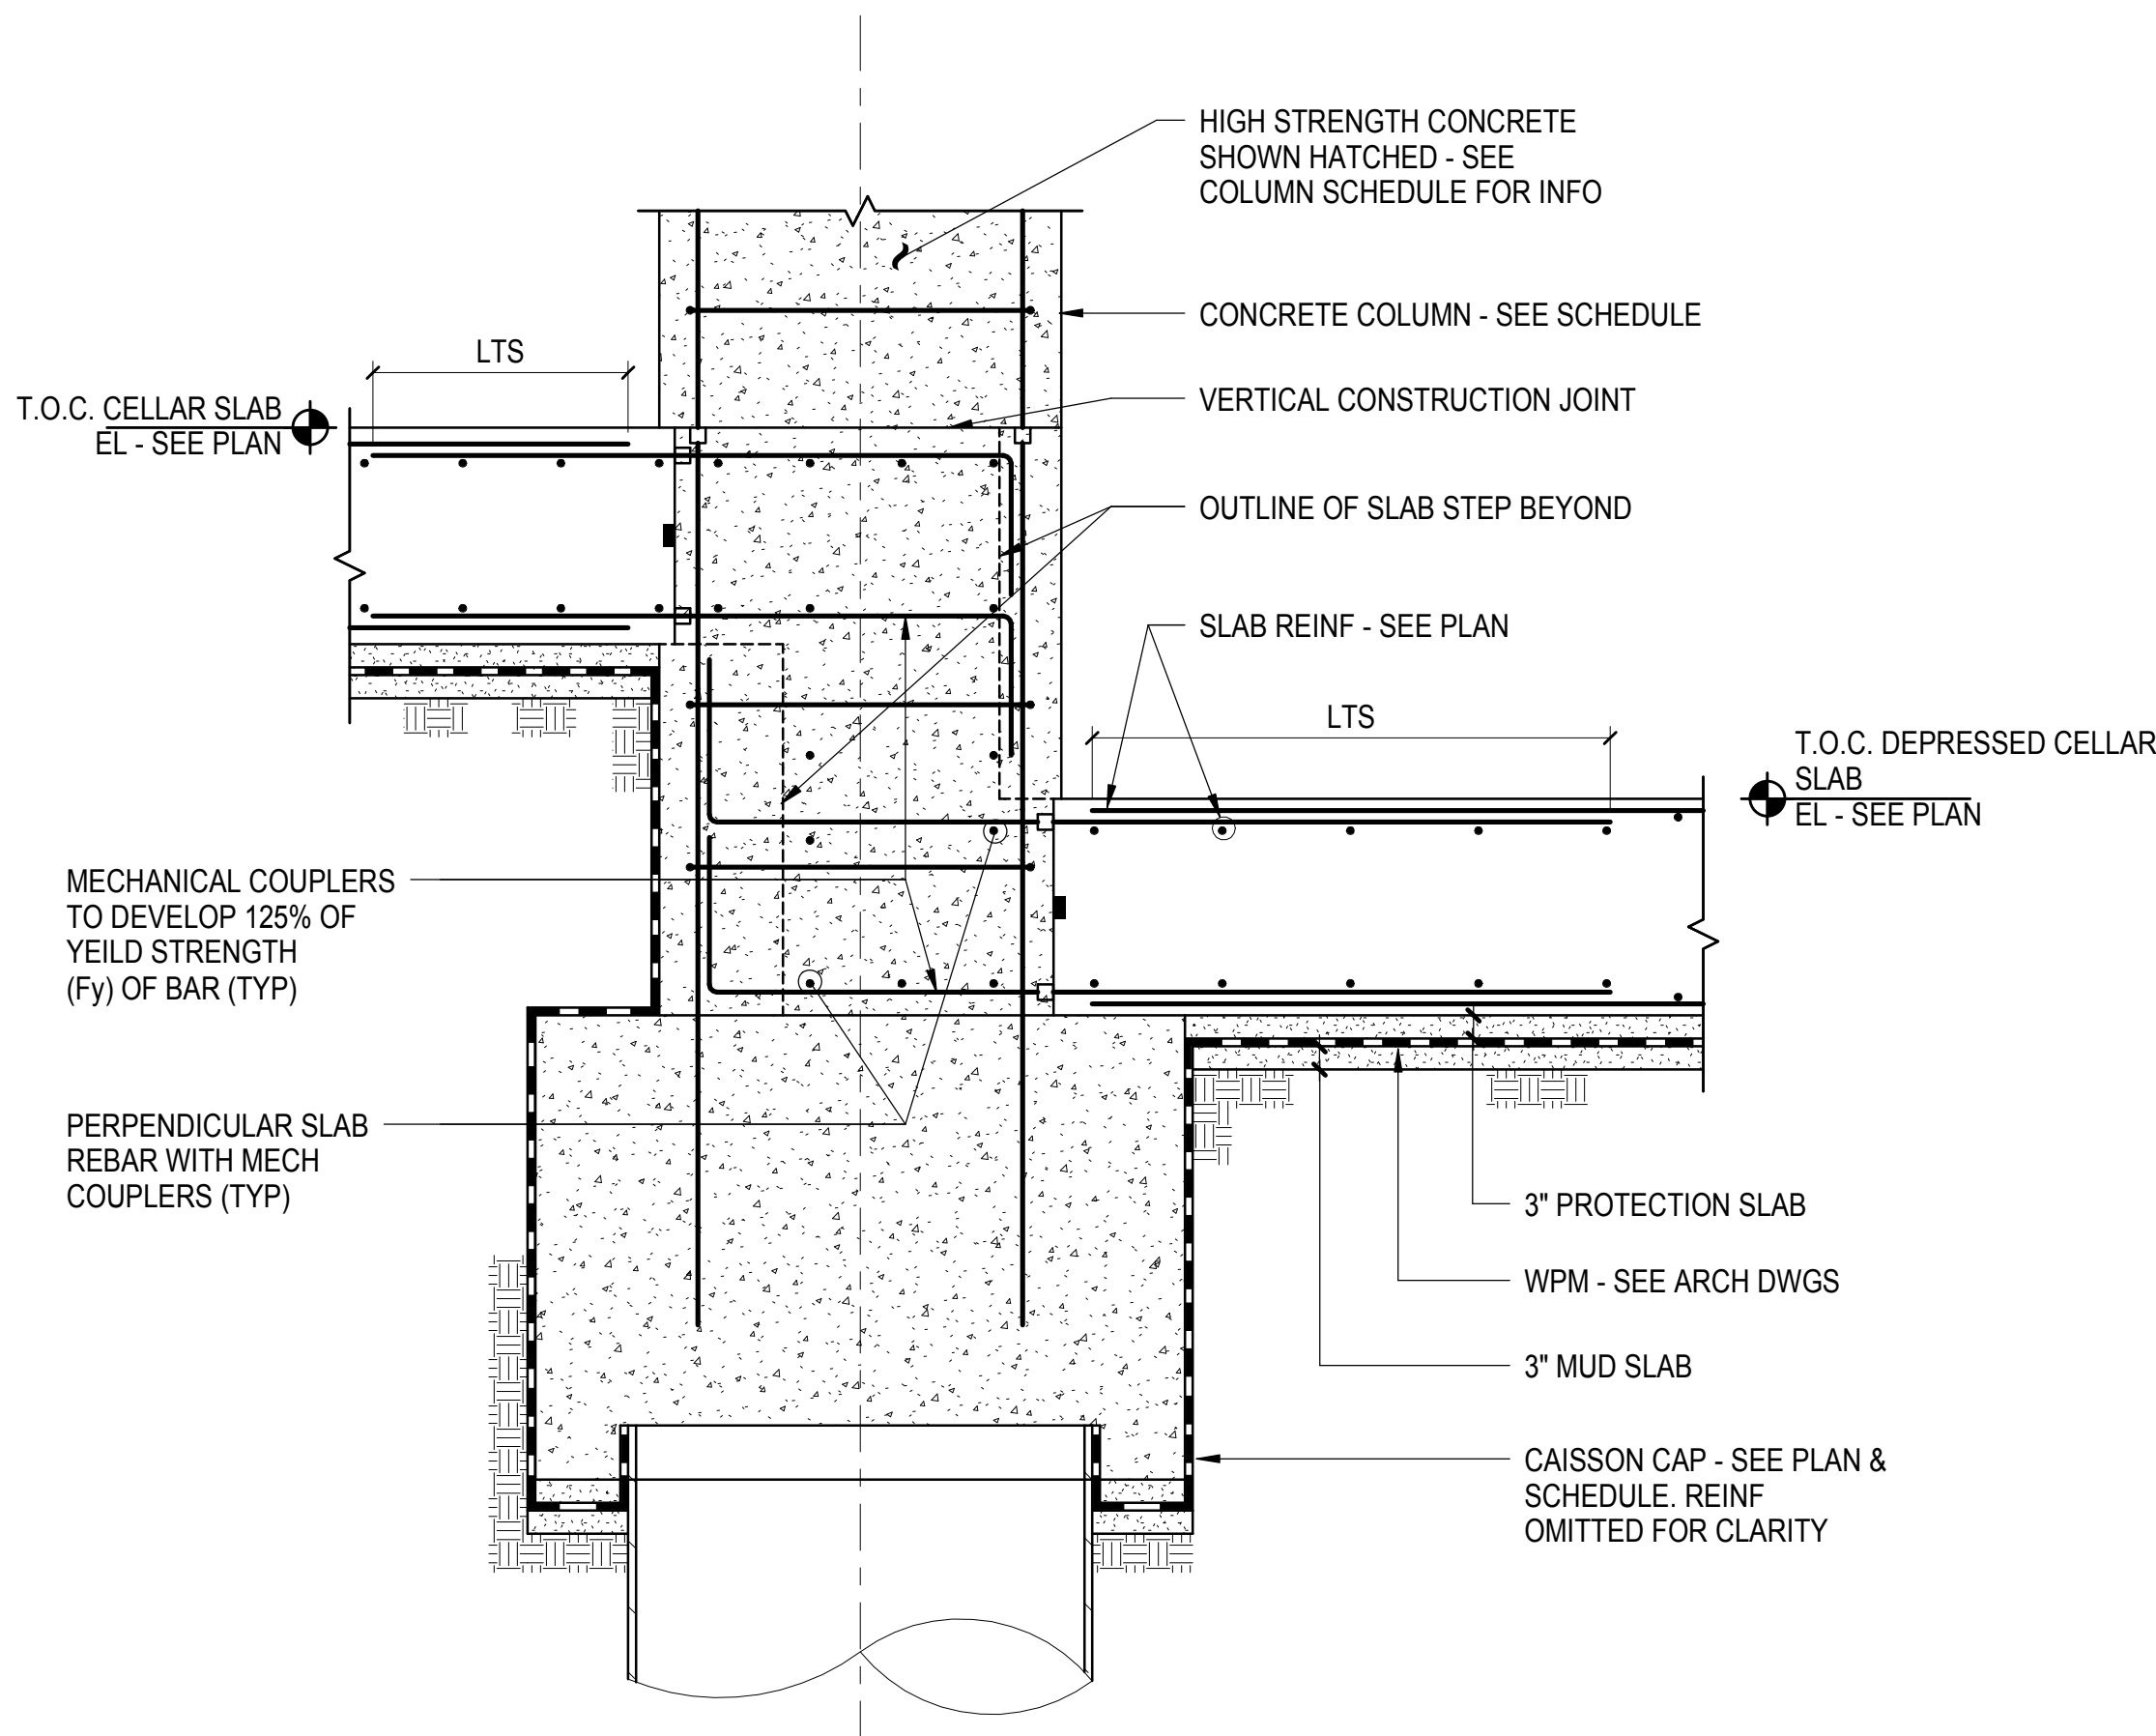 HIGH STRENGTH CONCRETE
SHOWN HATCHED - SEE
COLUMN SCHEDULE FOR INFO
CONCRETE COLUMN - SEE SCHEDULE
LTS
VERTICAL CONSTRUCTION JOINT
T.O.C. CELLAR SLAB
EL - SEE PLAN
OUTLINE OF SLAB STEP BEYOND
SLAB REINF - SEE PLAN
LTS
T.O.C. DEPRESSED CELLAR
SLAB
EL - SEE PLAN
MECHANICAL COUPLERS
TO DEVELOP 125% OF
YEILD STRENGTH
(Fy) OF BAR (TYP)
PERPENDICULAR SLAB
REBAR WITH MECH
COUPLERS (TYP)
3" PROTECTION SLAB
WPM - SEE ARCH DWGS
3" MUD SLAB
CAISSON CAP - SEE PLAN &
SCHEDULE. REINF
OMITTED FOR CLARITY